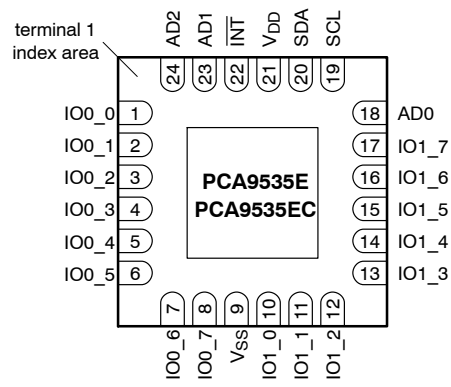 terminal 1
index area
AD2
AD1
INT
VDD
SDA
SCL
24
23
22
21
20
19
IO0_0 1
IO0_1 2
IO0_2 3
IO0_3 4
IO0_4 5
IO0_5 6
PCA9535E
PCA9535EC
18 AD0
17 IO1_7
16 IO1_6
15 IO1_5
14 IO1_4
13 IO1_3
7
8
9
10
11
12
IO0_6
IO0_7
VSS
IO1_0
IO1_1
IO1_2